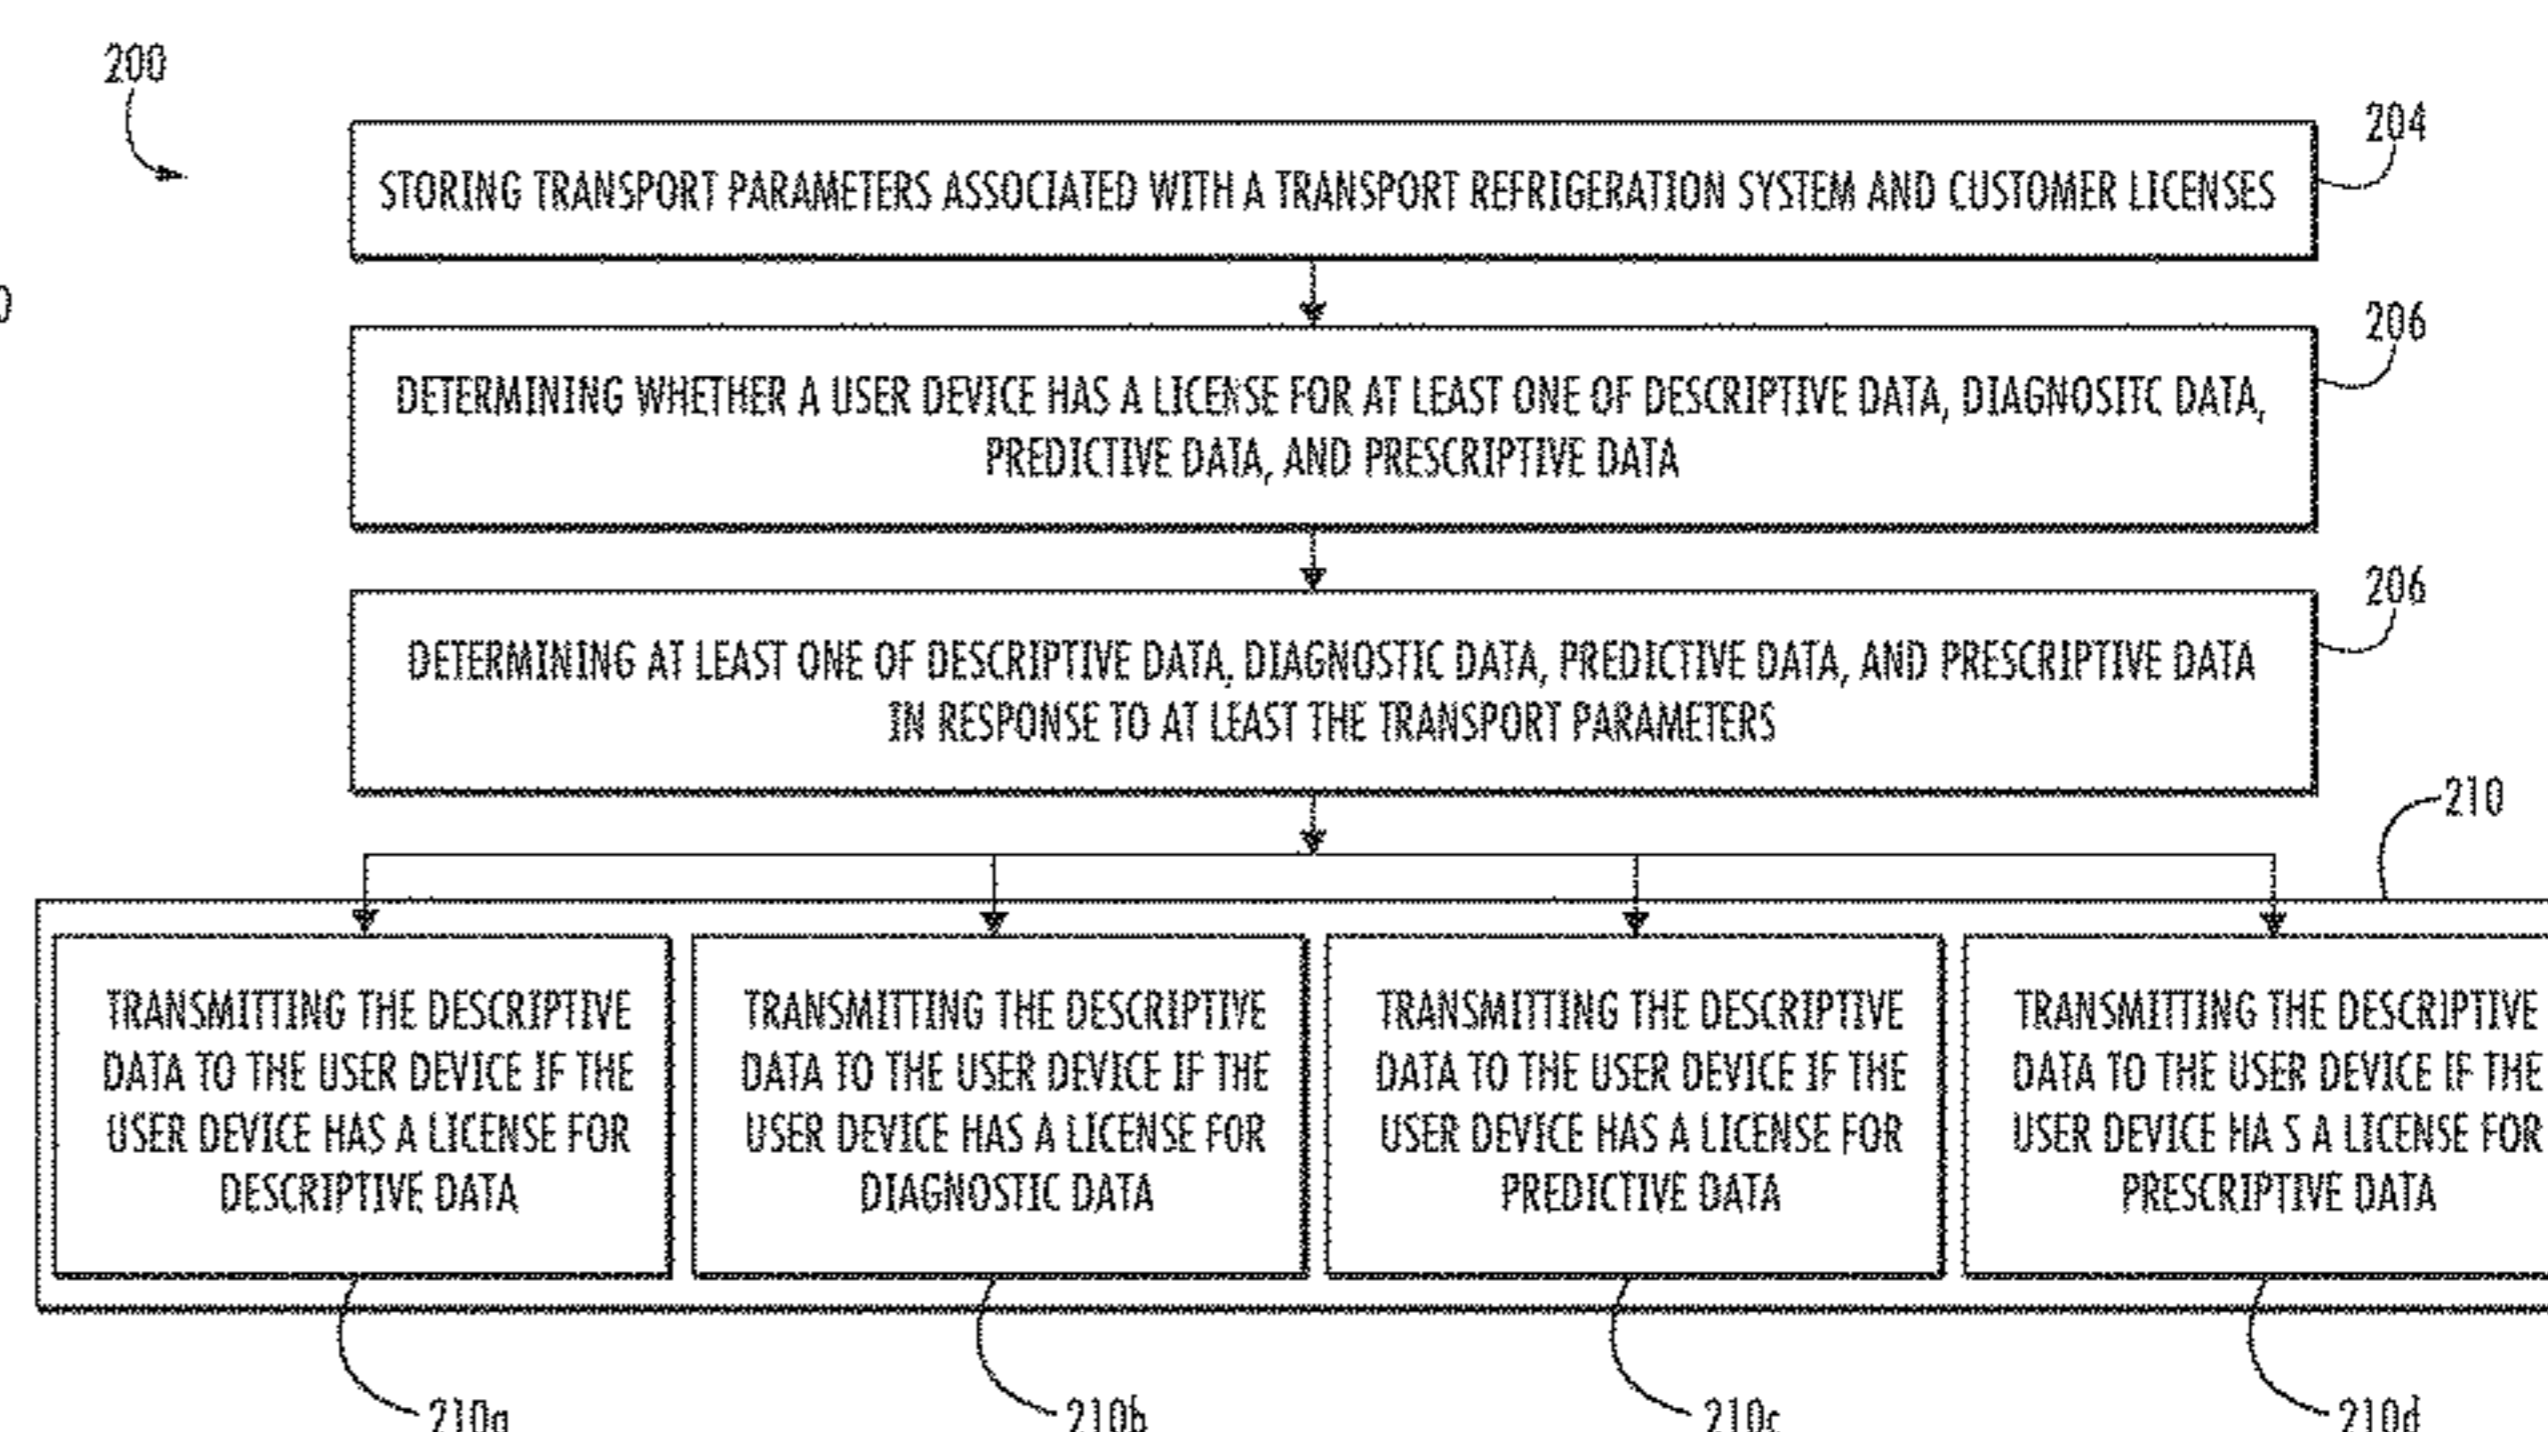 200
204
STORING TRANSPORT PARAMETERS ASSOCIATED WITH A TRANSPORT REFRIGERATION SYSTEM AND CUSTOMER LICENSES
206
DETERMINING WHETHER A USER DEVICE HAS A LICENSE FOR AT LEAST ONE OF DESCRIPTIVE DATA, DIAGNOSITC DATA,
PREDICTIVE DATA, AND PRESCRIPTIVE DATA
206
DETERMINING AT LEAST ONE OF DESCRIPTIVE DATA, DIAGNOSTIC DATA, PREDICTIVE DATA, AND PRESCRIPTIVE DATA
IN RESPONSE TO AT LEAST THE TRANSPORT PARAMETERS
210
TRANSMITTING THE DESCRIPTIVE
DATA TO THE USER DEVICE IF THE
USER DEVICE HAS A LICENSE FOR
DESCRIPTIVE DATA
TRANSMITTING THE DESCRIPTIVE
DATA TO THE USER DEVICE IF THE
USER DEVICE HAS A LICENSE FOR
DIAGNOSTIC DATA
TRANSMITTING THE DESCRIPTIVE
DATA TO THE USER DEVICE IF THE
USER DEVICE HAS A LICENSE FOR
PREDICTIVE DATA
TRANSMITTING THE DESCRIPTIVE
DATA TO THE USER DEVICE IF THE
USER DEVICE HA S A LICENSE FOR
PRESCRIPTIVE DATA
210a
210b
210c
210d